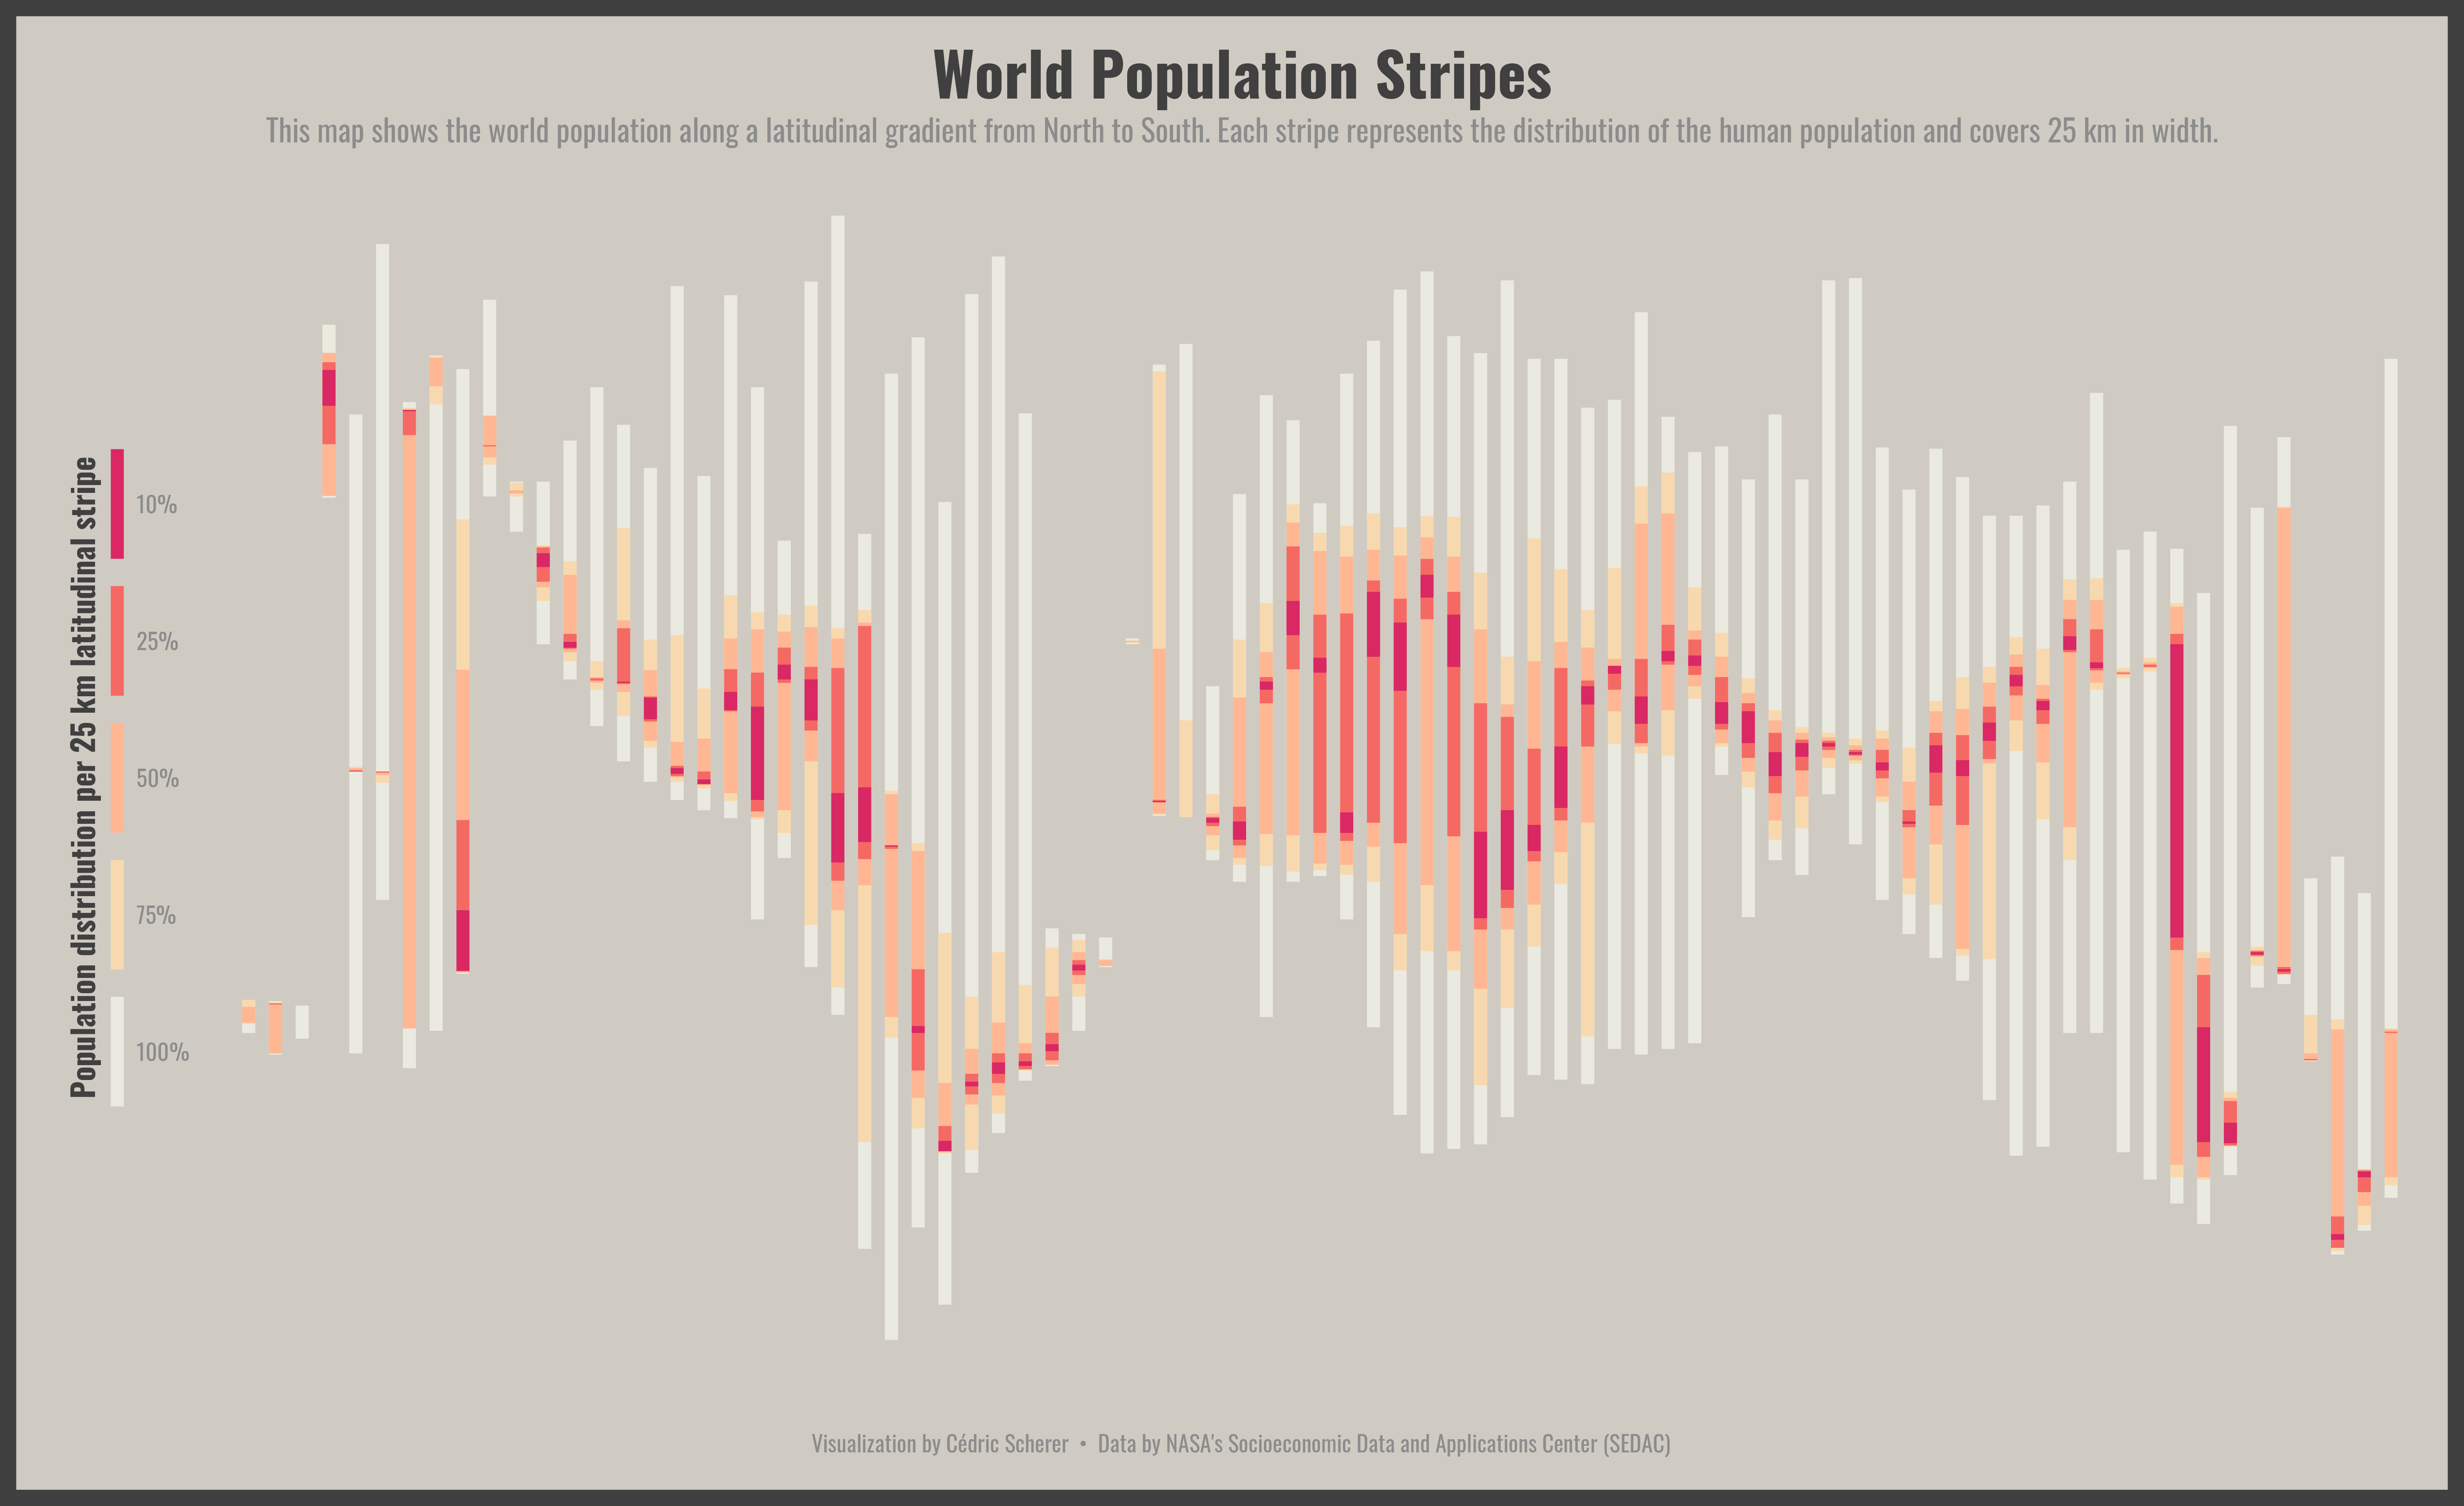 World Population Stripes
This map shows the world population along a latitudinal gradient from North to South. Each stripe represents the distribution of the human population and covers 25 km in width.
Population distribution per 25 km latitudinal stripe
10%
25%
50%
75%
100%
Visualization by Cédric Scherer • Data by NASA's Socioeconomic Data and Applications Center (SEDAC)